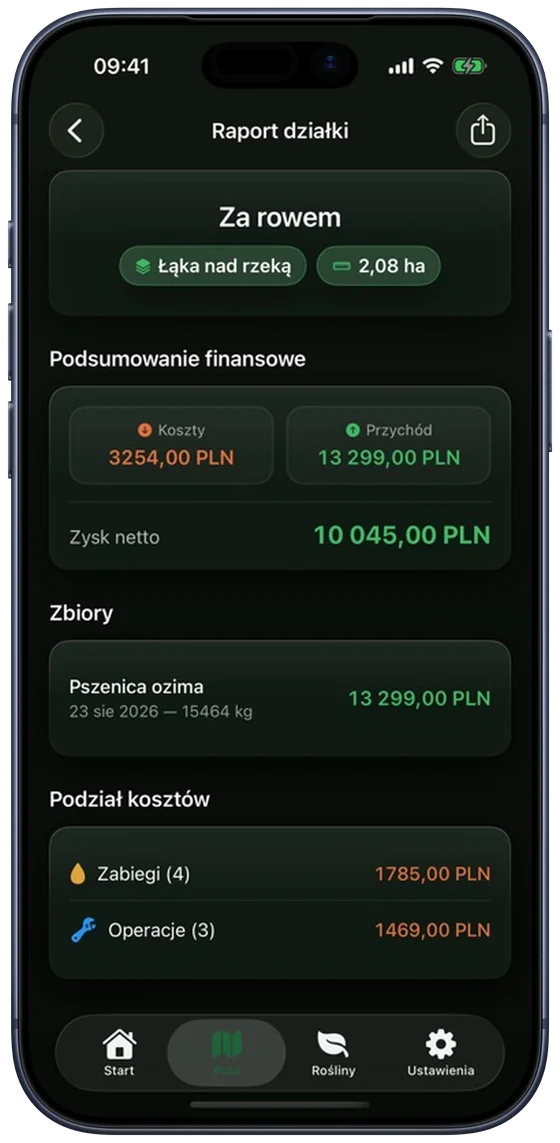 09:41
Raport działki
Za rowem
Łąka nad rzeką 2,08 ha
Podsumowanie finansowe
Koszty Przychód
3254,00 PLN 13 299,00 PLN
Zysk netto 10 045,00 PLN
Zbiory
Pszenica ozima
23 sie 2026 — 15464 kg
13 299,00 PLN
Podział kosztów
Zabiegi (4) 1785,00 PLN
Operacje (3) 1469,00 PLN
Start Pola Rośliny Ustawienia